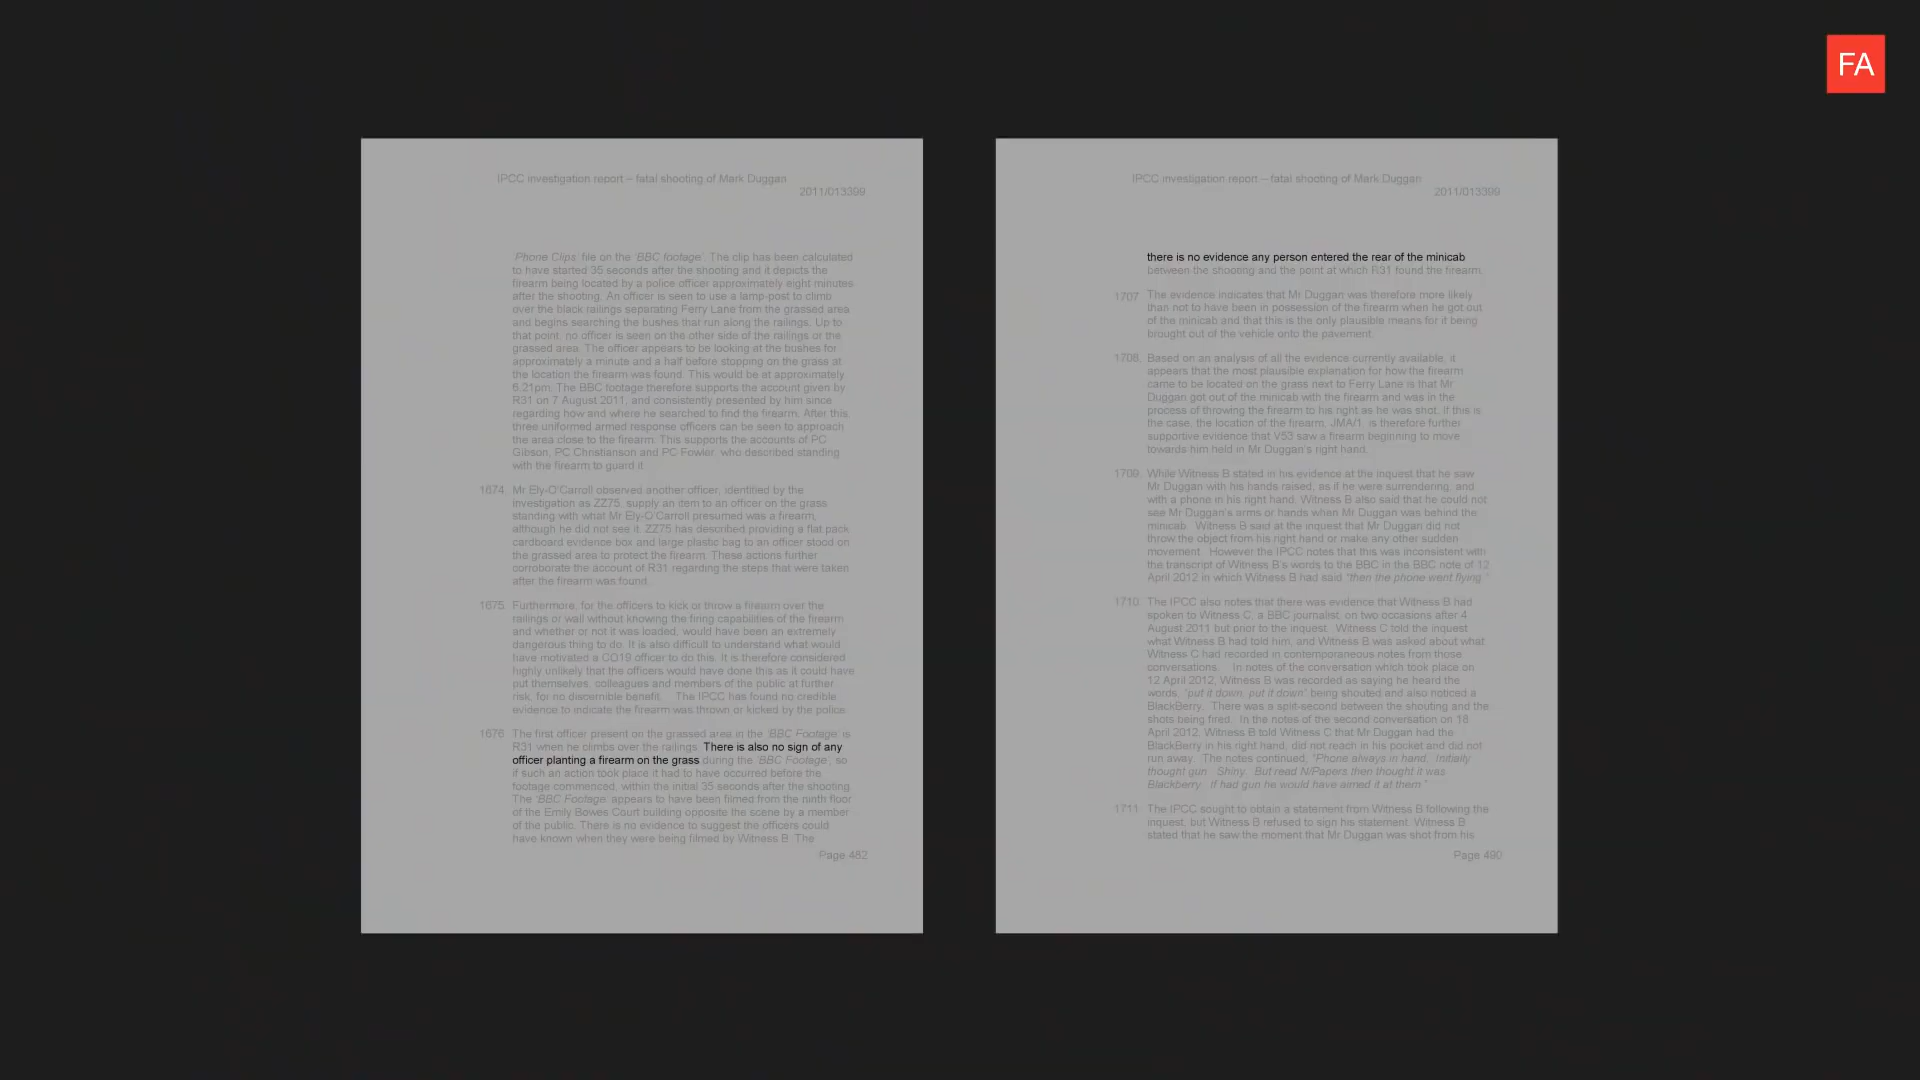 FA
IPCC investigation report – fatal shooting of Mark Duggan
2011/013399
'Phone Clips' file on the 'BBC footage'. The clip has been calculated
to have started 35 seconds after the shooting and it depicts the
firearm being located by a police officer approximately eight minutes
after the shooting. An officer is seen to use a lamp-post to climb
over the black railings separating Ferry Lane from the grassed area
and begins searching the bushes that run along the railings. Up to
that point, no officer is seen on the other side of the railings or the
grassed area. The officer appears to be looking at the bushes for
approximately a minute and a half before stopping on the grass at
the location the firearm was found. This would be at approximately
6.21pm. The BBC footage therefore supports the account given by
R31 on 7 August 2011, and consistently presented by him since
regarding how and where he searched to find the firearm. After this,
three uniformed armed response officers can be seen to approach
the area close to the firearm. This supports the accounts of PC
Gibson, PC Christianson and PC Fowler, who described standing
with the firearm to guard it.
1674. Mr Ely-O'Carroll observed another officer, identified by the
investigation as ZZ75, supply an item to an officer on the grass
standing with what Mr Ely-O'Carroll presumed was a firearm,
although he did not see it. ZZ75 has described providing a flat pack
cardboard evidence box and large plastic bag to an officer stood on
the grassed area to protect the firearm. These actions further
corroborate the account of R31 regarding the steps that were taken
after the firearm was found.
1675. Furthermore, for the officers to kick or throw a firearm over the
railings or wall without knowing the firing capabilities of the firearm
and whether or not it was loaded, would have been an extremely
dangerous thing to do. It is also difficult to understand what would
have motivated a CO19 officer to do this. It is therefore considered
highly unlikely that the officers would have done this as it could have
put themselves, colleagues and members of the public at further
risk, for no discernible benefit. The IPCC has found no credible
evidence to indicate the firearm was thrown or kicked by the police.
1676. The first officer present on the grassed area in the 'BBC Footage' is
R31 when he climbs over the railings. There is also no sign of any
officer planting a firearm on the grass during the 'BBC Footage', so
if such an action took place it had to have occurred before the
footage commenced, within the initial 35 seconds after the shooting.
The 'BBC Footage' appears to have been filmed from the ninth floor
of the Emily Bowes Court building opposite the scene by a member
of the public. There is no evidence to suggest the officers could
have known when they were being filmed by Witness B. The
Page 482
IPCC investigation report – fatal shooting of Mark Duggan
2011/013399
there is no evidence any person entered the rear of the minicab
between the shooting and the point at which R31 found the firearm.
1707. The evidence indicates that Mr Duggan was therefore more likely
than not to have been in possession of the firearm when he got out
of the minicab and that this is the only plausible means for it being
brought out of the vehicle onto the pavement.
1708. Based on an analysis of all the evidence currently available, it
appears that the most plausible explanation for how the firearm
came to be located on the grass next to Ferry Lane is that Mr
Duggan got out of the minicab with the firearm and was in the
process of throwing the firearm to his right as he was shot. If this is
the case, the location of the firearm, JMA/1, is therefore further
supportive evidence that V53 saw a firearm beginning to move
towards him held in Mr Duggan's right hand.
1709. While Witness B stated in his evidence at the inquest that he saw
Mr Duggan with his hands raised, as if he were surrendering, and
with a phone in his right hand, Witness B also said that he could not
see Mr Duggan's arms or hands when Mr Duggan was behind the
minicab. Witness B said at the inquest that Mr Duggan did not
throw the object from his right hand or make any other sudden
movement. However the IPCC notes that this was inconsistent with
the transcript of Witness B's words to the BBC in the BBC note of 12
April 2012 in which Witness B had said "then the phone went flying."
1710. The IPCC also notes that there was evidence that Witness B had
spoken to Witness C, a BBC journalist, on two occasions after 4
August 2011 but prior to the inquest. Witness C told the inquest
what Witness B had told him, and Witness B was asked about what
Witness C had recorded in contemporaneous notes from those
conversations. In notes of the conversation which took place on
12 April 2012, Witness B was recorded as saying he heard the
words, "put it down, put it down" being shouted and also noticed a
BlackBerry. There was a split-second between the shouting and the
shots being fired. In the notes of the second conversation on 18
April 2012, Witness B told Witness C that Mr Duggan had the
BlackBerry in his right hand, did not reach in his pocket and did not
run away. The notes continued, "Phone always in hand. Initially
thought gun. Shiny. But read N/Papers then thought it was
Blackberry. If had gun he would have aimed it at them."
1711. The IPCC sought to obtain a statement from Witness B following the
inquest, but Witness B refused to sign his statement. Witness B
stated that he saw the moment that Mr Duggan was shot from his
Page 490